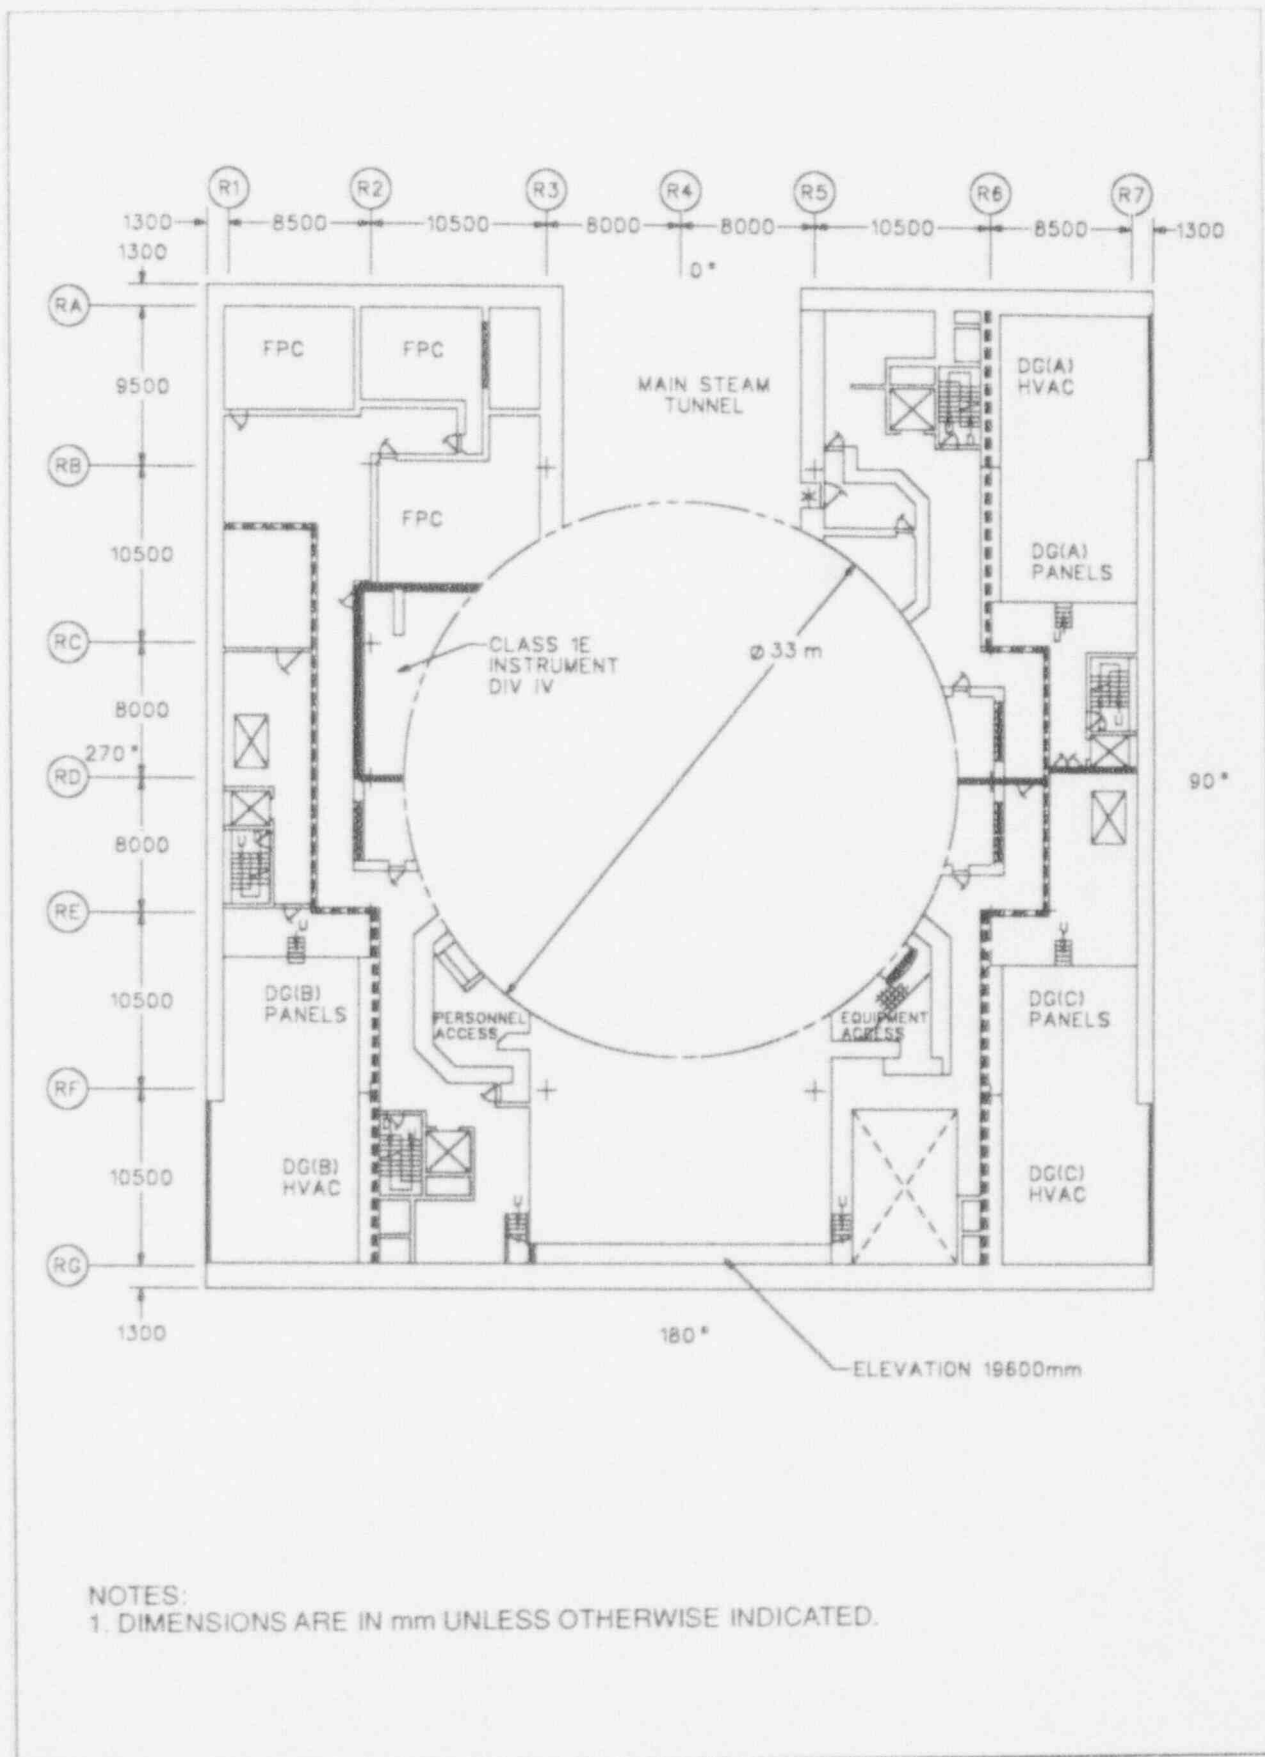 R1 R2 R3 R4 R5 R6 R7
1300 8500 10500 8000 8000 10500 8500 1300
1300
0°
RA
FPC FPC
MAIN STEAM
TUNNEL
DG(A)
HVAC
9500
RB
FPC
10500
DG(A)
PANELS
RC
CLASS 1E
INSTRUMENT
DIV IV
ø 33 m
8000
270°
RD
90°
8000
U
RE
U
U
10500
DG(B)
PANELS
PERSONNEL
ACCESS
EQUIPMENT
ACCESS
DG(C)
PANELS
RF
10500
DG(B)
HVAC
DG(C)
HVAC
U
U
RG
1300
180°
ELEVATION 19600mm
NOTES:
1. DIMENSIONS ARE IN mm UNLESS OTHERWISE INDICATED.